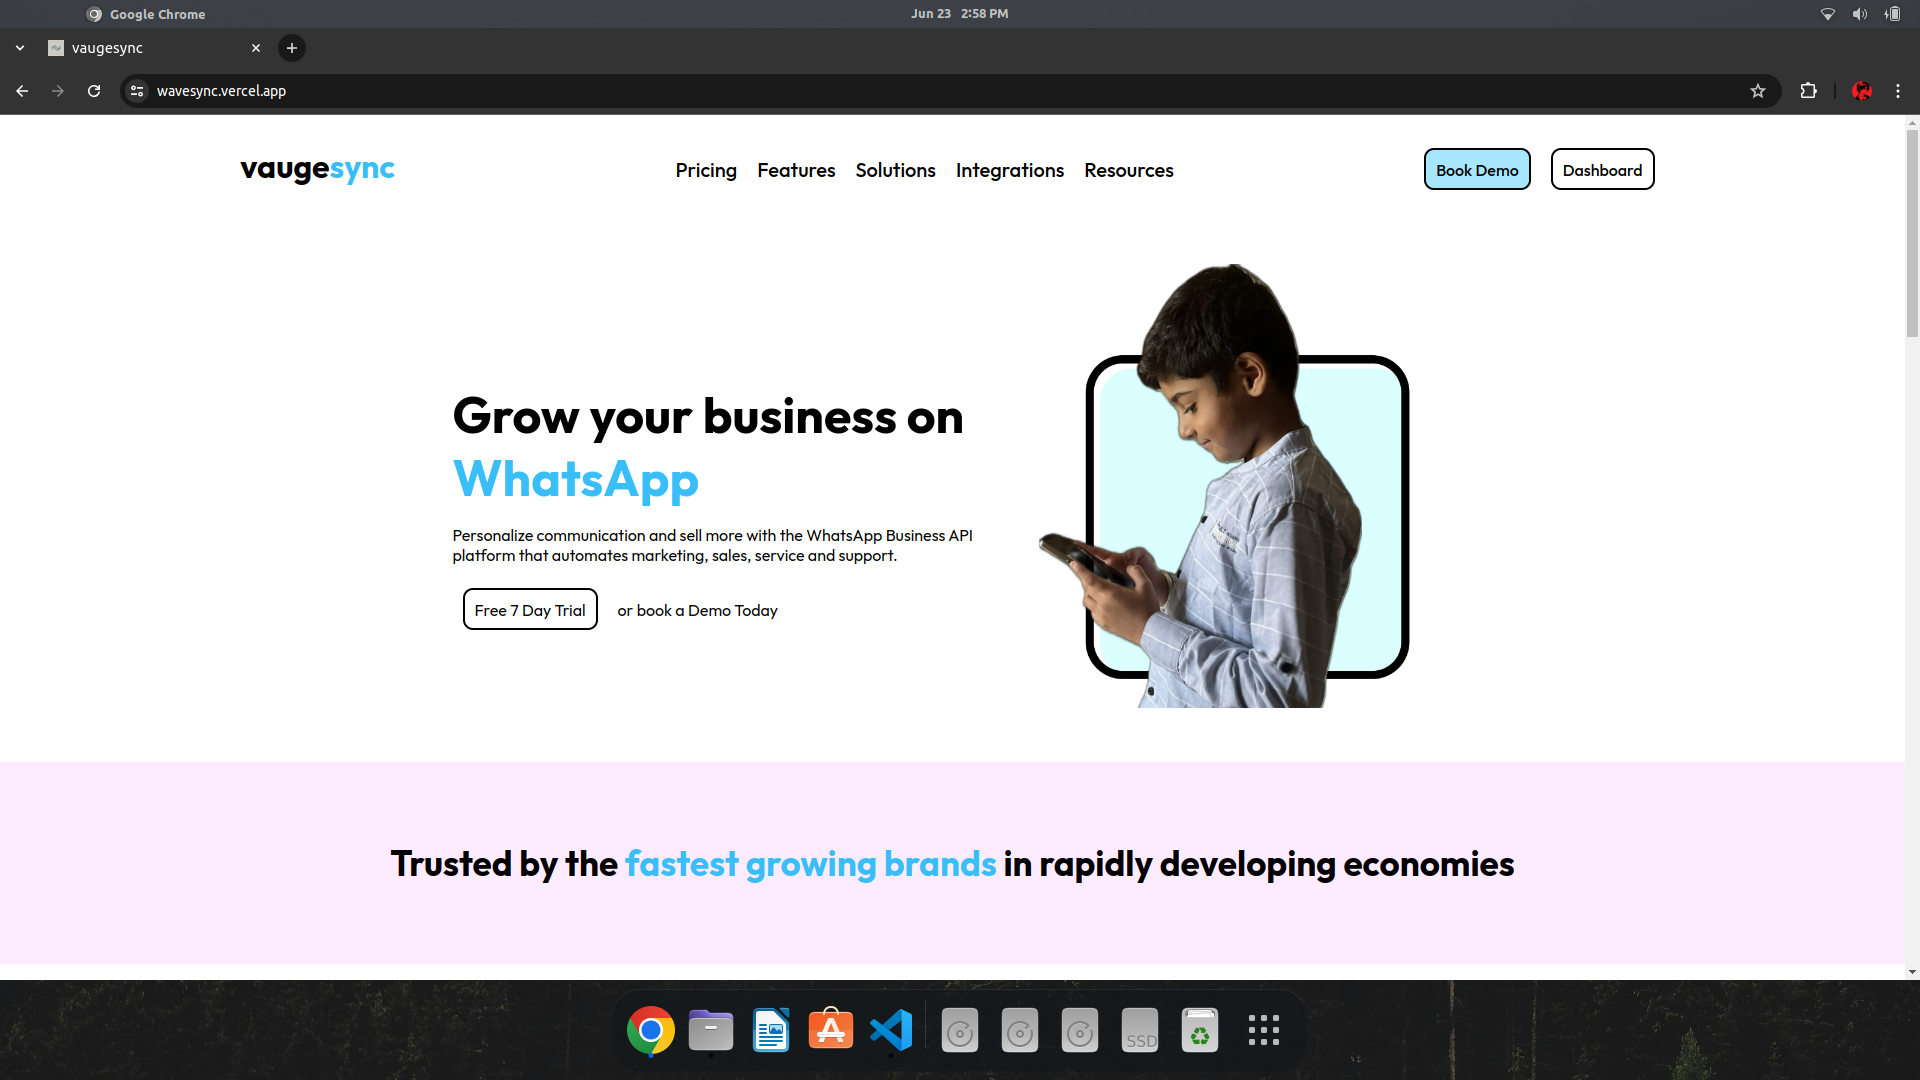 Google Chrome
Jun 23 2:58 PM
vaugesync
wavesync.vercel.app
vaugesync
Pricing
Features
Solutions
Integrations
Resources
Book Demo
Dashboard
Grow your business on
WhatsApp
Personalize communication and sell more with the WhatsApp Business API
platform that automates marketing, sales, service and support.
Free 7 Day Trial
or book a Demo Today
Trusted by the fastest growing brands in rapidly developing economies
SSD